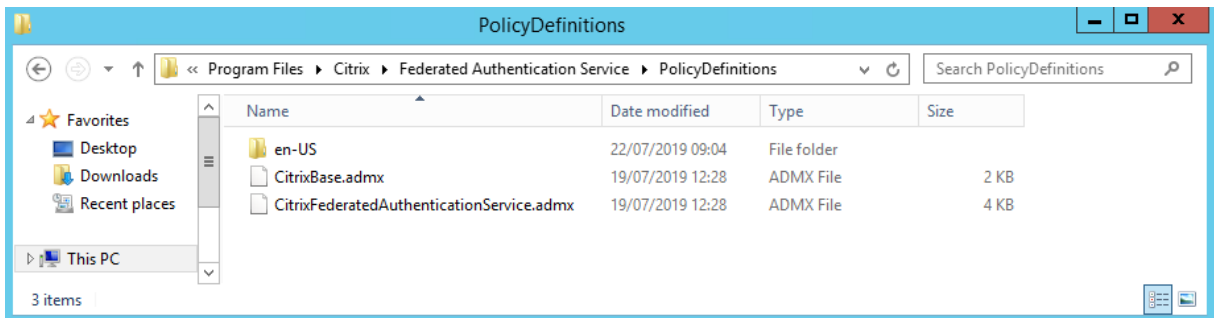 PolicyDefinitions
« Program Files Citrix Federated Authentication Service PolicyDefinitions Search PolicyDefinitions
Favorites
Desktop
Downloads
Recent places
This PC
Name Date modified Type Size
en-US 22/07/2019 09:04 File folder
CitrixBase.admx 19/07/2019 12:28 ADMX File 2 KB
CitrixFederatedAuthenticationService.admx 19/07/2019 12:28 ADMX File 4 KB
3 items